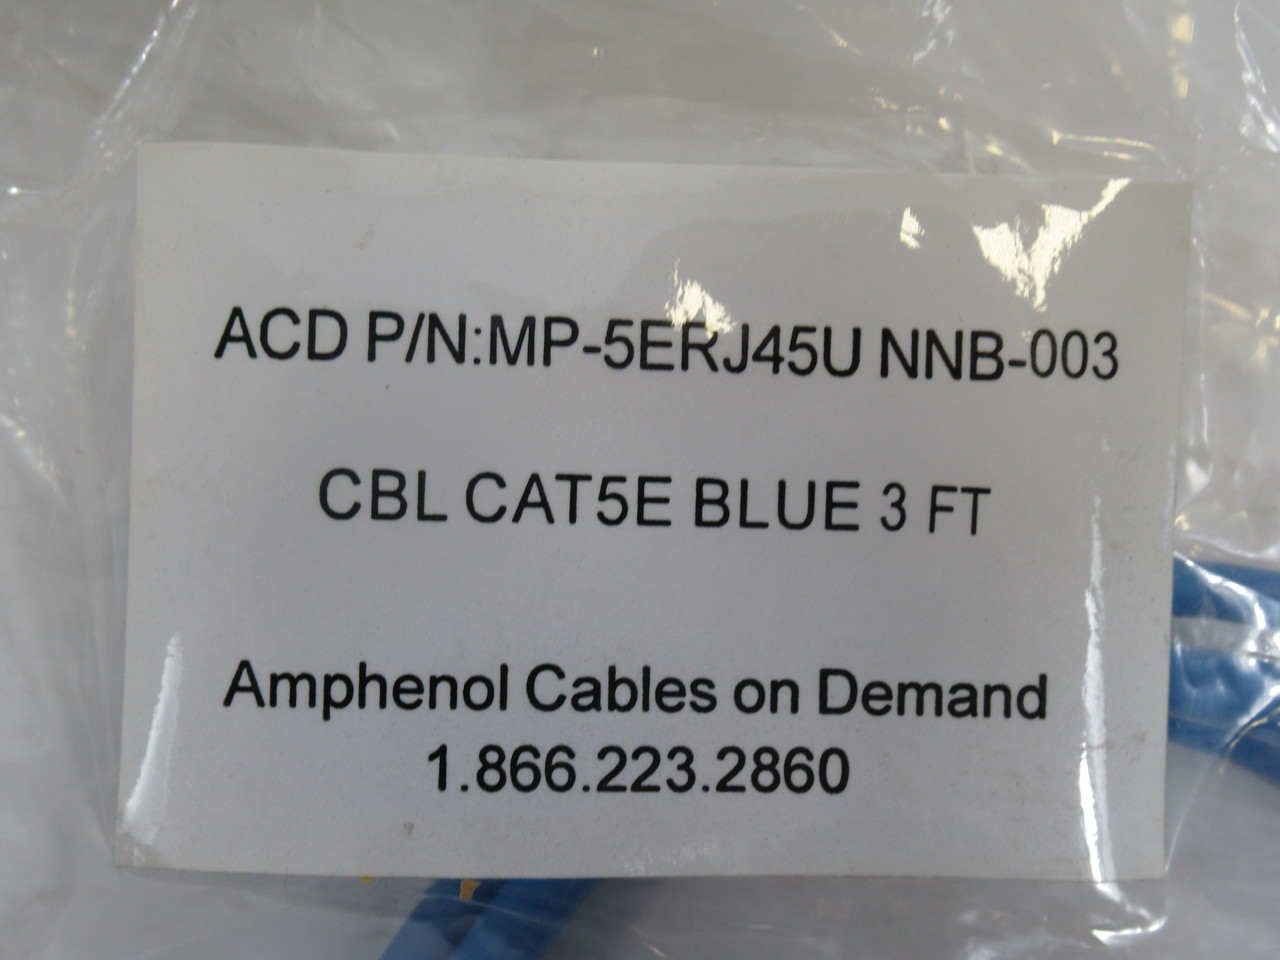 ACD P/N:MP-5ERJ45U NNB-003
CBL CAT5E BLUE 3 FT
Amphenol Cables on Demand
1.866.223.2860